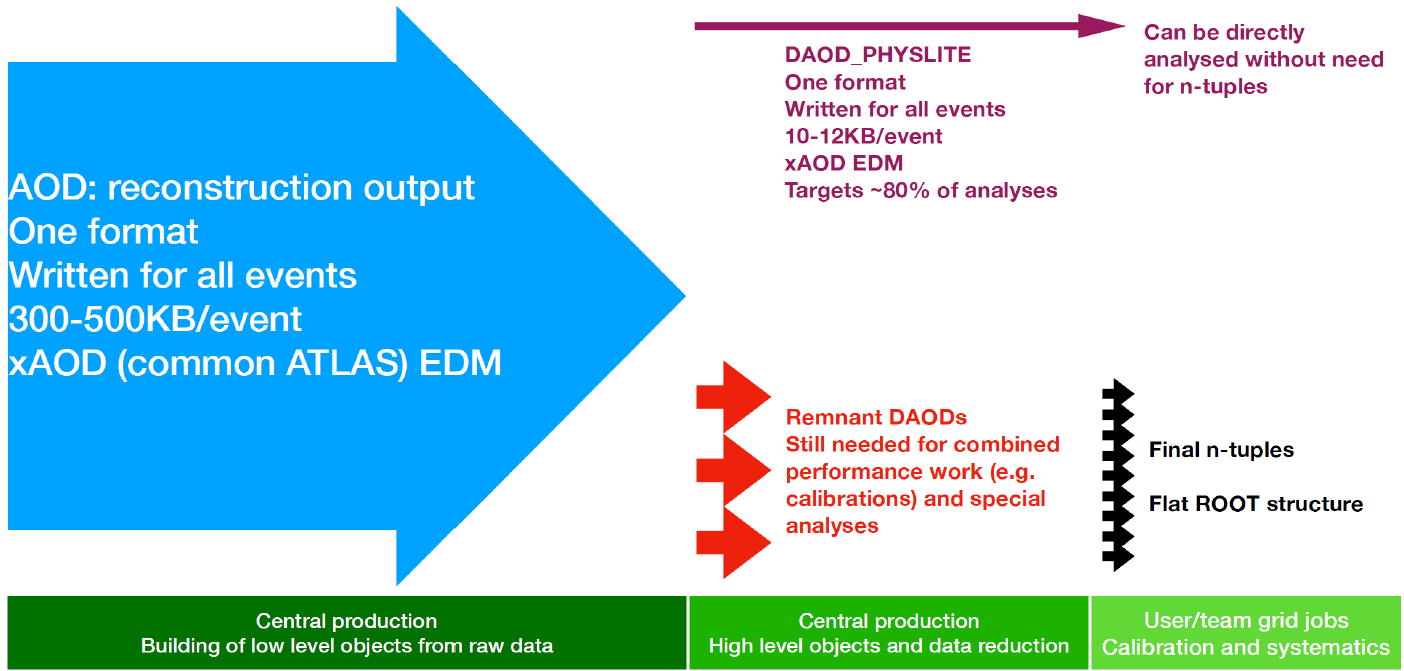 AOD: reconstruction output
One format
Written for all events
300-500KB/event
xAOD (common ATLAS) EDM
DAOD_PHYSLITE
One format
Written for all events
10-12KB/event
xAOD EDM
Targets ~80% of analyses
Can be directly
analysed without need
for n-tuples
Remnant DAODs
Still needed for combined
performance work (e.g.
calibrations) and special
analyses
Final n-tuples
Flat ROOT structure
Central production
Building of low level objects from raw data
Central production
High level objects and data reduction
User/team grid jobs
Calibration and systematics